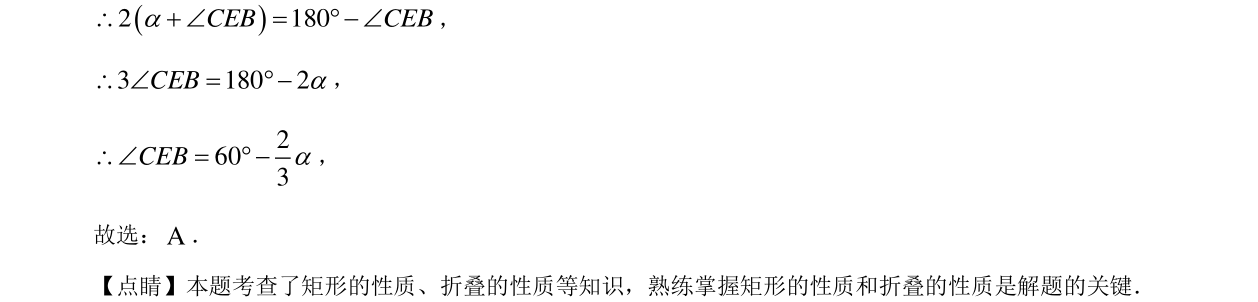 ∴2(α+∠CEB)=180°−∠CEB，
∴3∠CEB=180°−2α，
∴∠CEB=60°−\frac{2}{3}α，
故选：A．
【点睛】本题考查了矩形的性质、折叠的性质等知识，熟练掌握矩形的性质和折叠的性质是解题的关键．